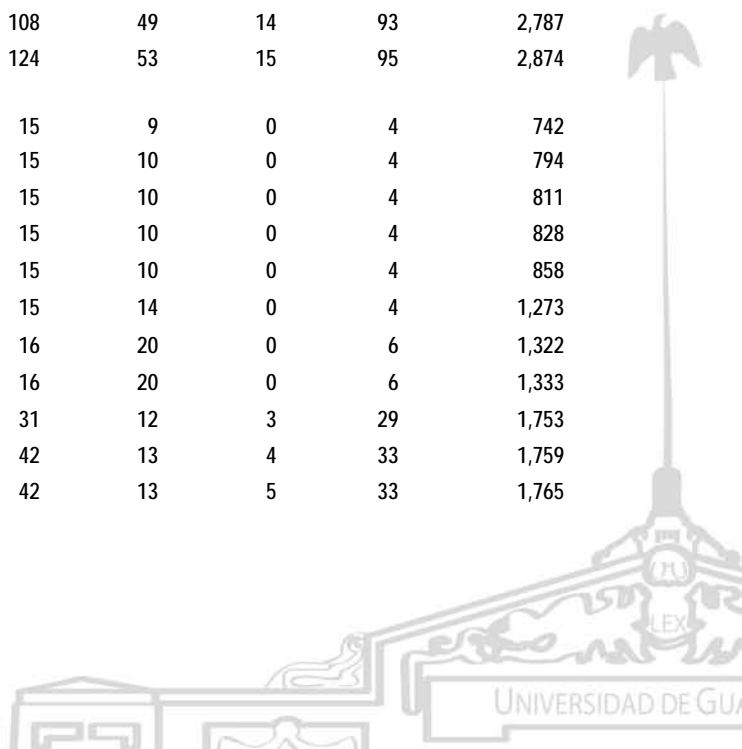 108 49 14 93 2,787
124 53 15 95 2,874
15 9 0 4 742
15 10 0 4 794
15 10 0 4 811
15 10 0 4 828
15 10 0 4 858
15 14 0 4 1,273
16 20 0 6 1,322
16 20 0 6 1,333
31 12 3 29 1,753
42 13 4 33 1,759
42 13 5 33 1,765
LEX
UNIVERSIDAD DE GUA